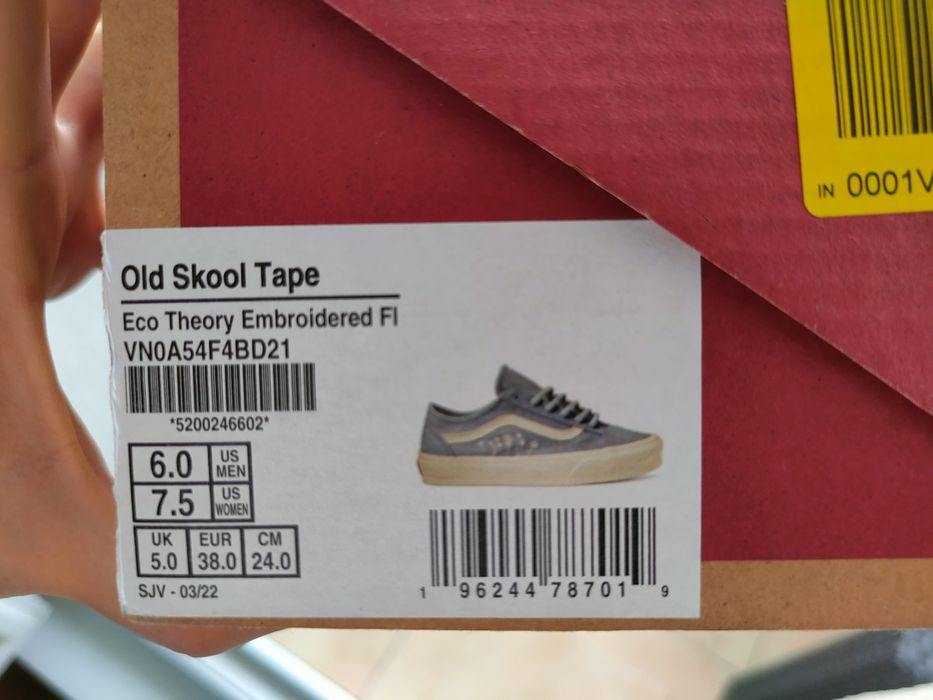 IN 0001V
Old Skool Tape
Eco Theory Embroidered Fl
VN0A54F4BD21
*5200246602*
6.0 US MEN
7.5 US WOMEN
UK EUR CM
5.0 38.0 24.0
SJV - 03/22
1 96244 78701 9